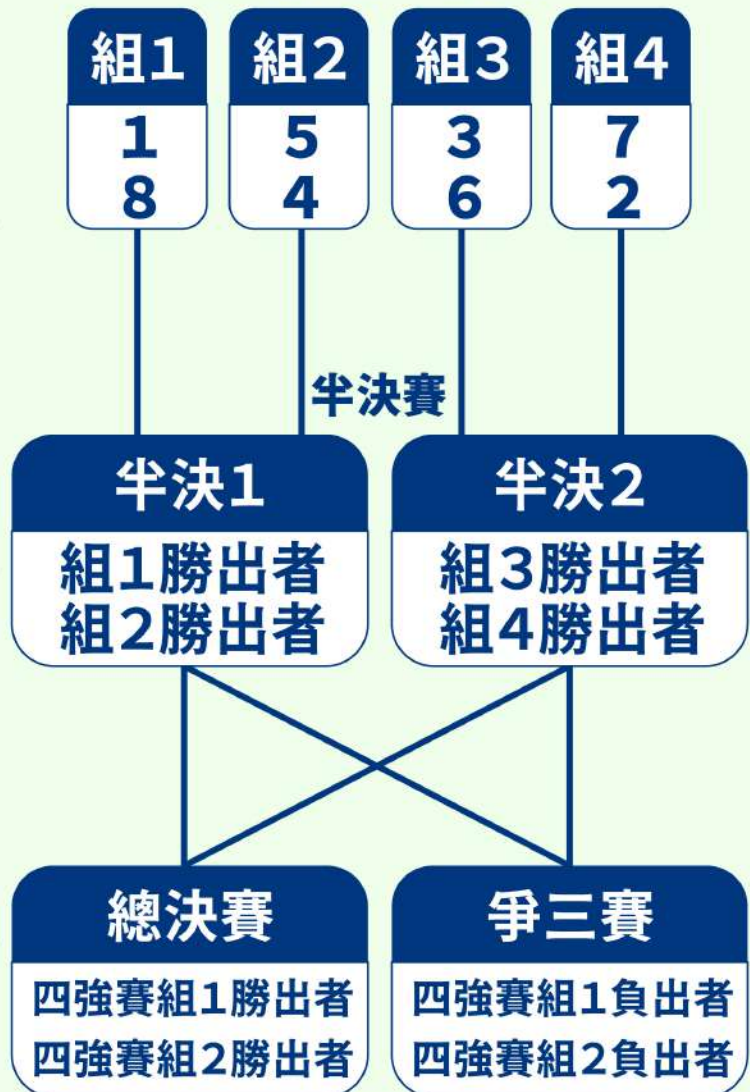 組1
1
8
組2
5
4
組3
3
6
組4
7
2
半決賽
半決1
組1勝出者
組2勝出者
半決2
組3勝出者
組4勝出者
總決賽
四強賽組1勝出者
四強賽組2勝出者
爭三賽
四強賽組1負出者
四強賽組2負出者